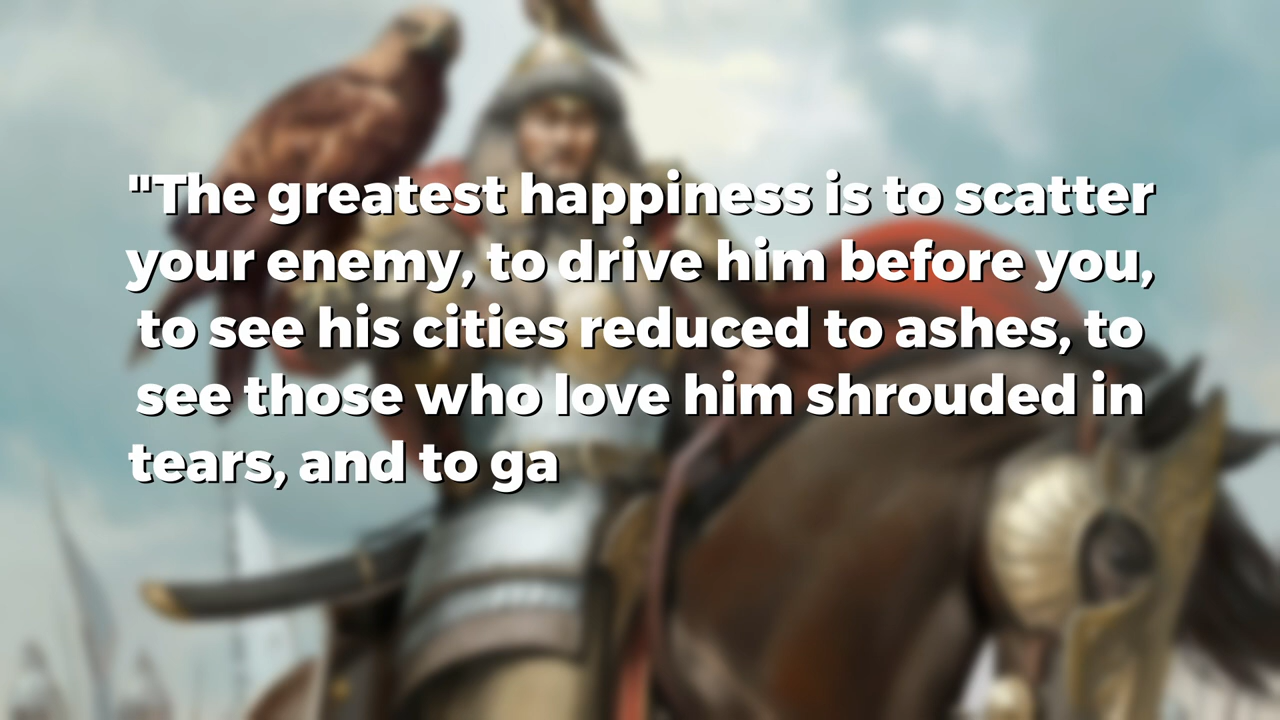 "The greatest happiness is to scatter
your enemy, to drive him before you,
to see his cities reduced to ashes, to
see those who love him shrouded in
tears, and to ga